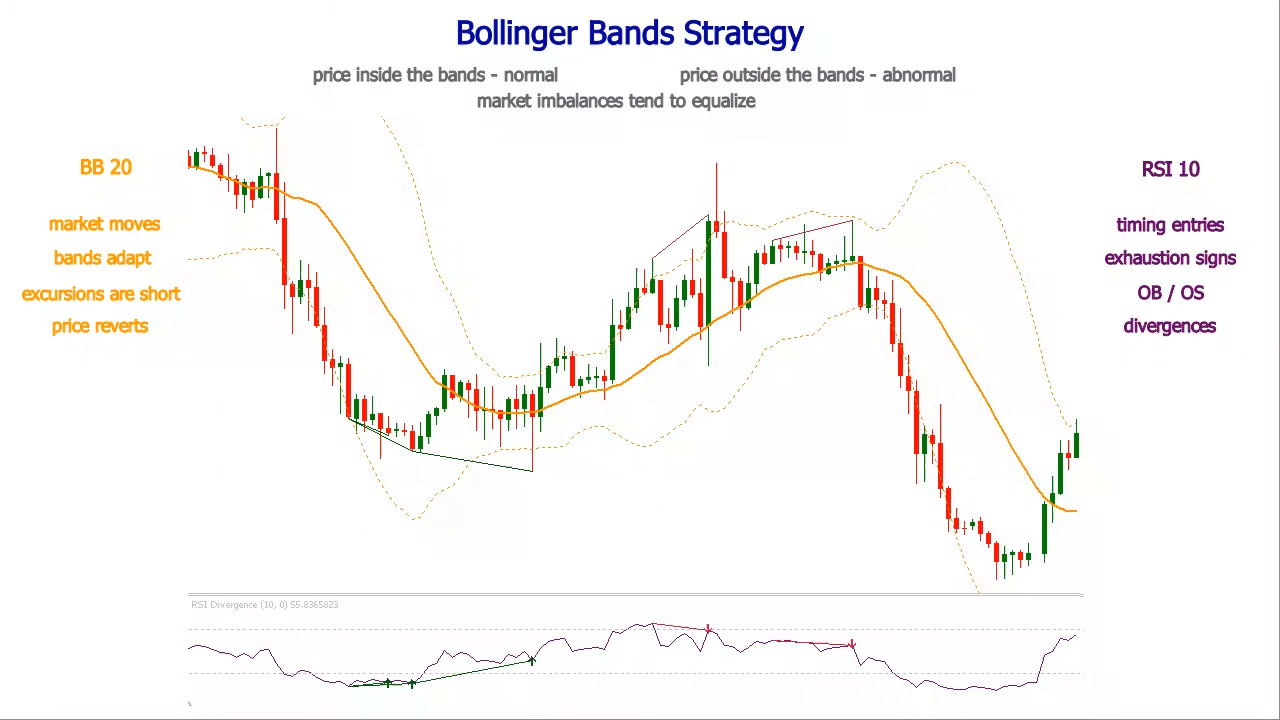 Bollinger Bands Strategy
price inside the bands - normal
price outside the bands - abnormal
market imbalances tend to equalize
BB 20
market moves
bands adapt
excursions are short
price reverts
RSI 10
timing entries
exhaustion signs
OB / OS
divergences
RSI Divergence (10, 0) 55.8365823